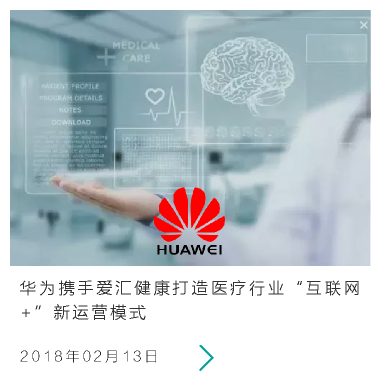 MEDICAL
CARE
PATIENT PROFILE
PROGRAM DETAILS
NOTES
DOWNLOAD
HUAWEI
华为携手爱汇健康打造医疗行业“互联网
+”新运营模式
2018年02月13日